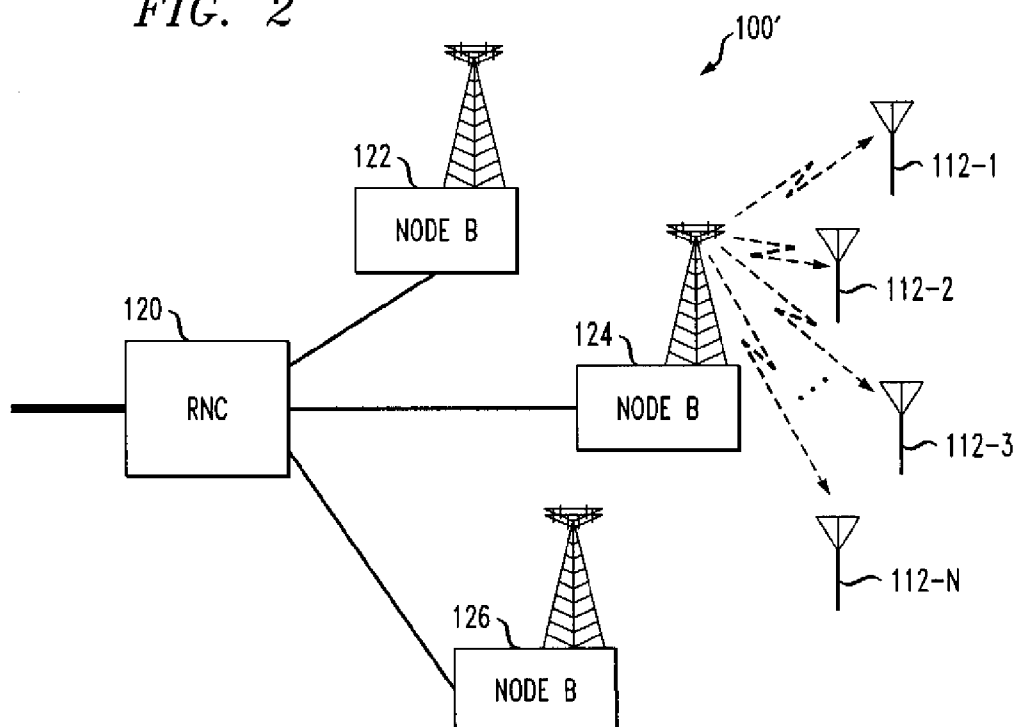 FIG. 2
100'
122
NODE B
112-1
112-2
120
RNC
124
NODE B
112-3
112-N
126
NODE B